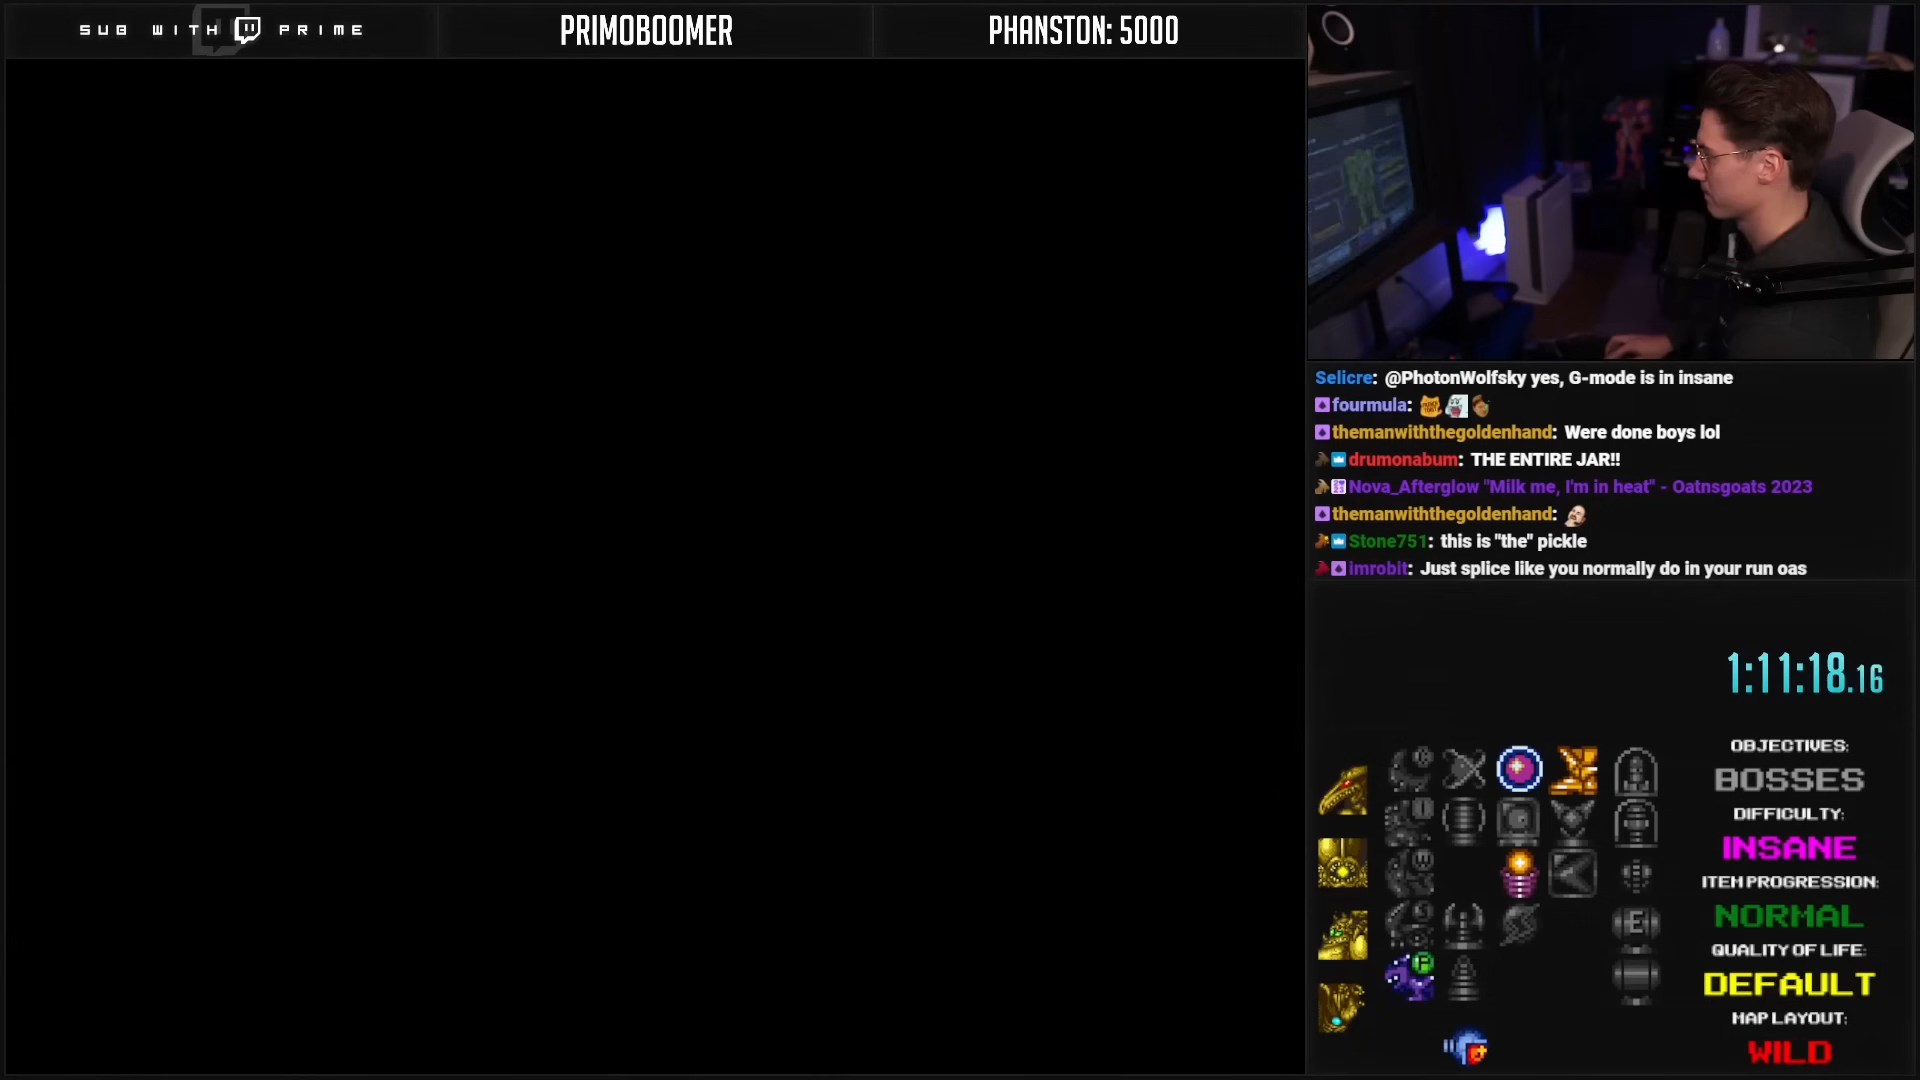 SUB WITH PRIME
PRIMOBOOMER
PHANSTON: 5000
Selicre: @PhotonWolfsky yes, G-mode is in insane
fourmula:
themanwiththegoldenhand: Were done boys lol
drumonabum: THE ENTIRE JAR!!
Nova_Afterglow "Milk me, I'm in heat" - Oatnsgoats 2023
themanwiththegoldenhand:
Stone751: this is "the" pickle
imrobit: Just splice like you normally do in your run oas
1:11:18.16
OBJECTIVES:
BOSSES
DIFFICULTY:
INSANE
ITEM PROGRESSION:
NORMAL
QUALITY OF LIFE:
DEFAULT
MAP LAYOUT:
WILD